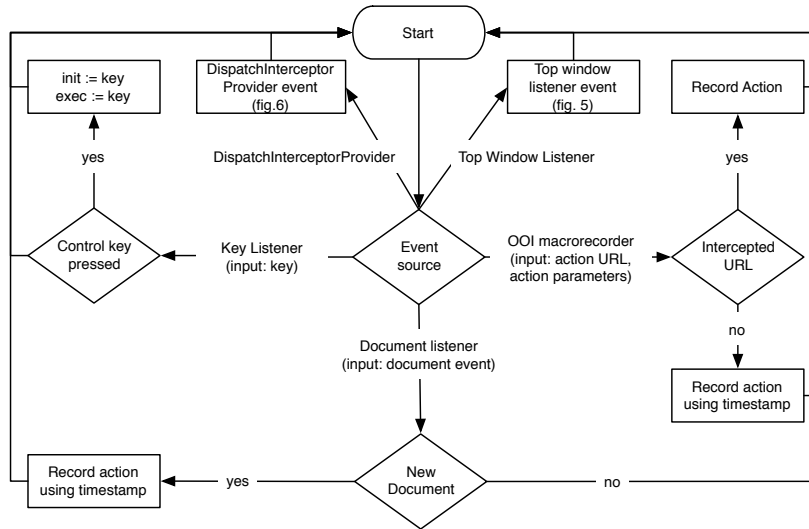 Start
init := key
exec := key
DispatchInterceptor
Provider event
(fig.6)
Top window
listener event
(fig. 5)
Record Action
yes
DispatchInterceptorProvider
Top Window Listener
yes
Control key
pressed
Key Listener
(input: key)
Event
source
OOI macrorecorder
(input: action URL,
action parameters)
Intercepted
URL
no
Document listener
(input: document event)
Record action
using timestamp
Record action
using timestamp
yes
New
Document
no